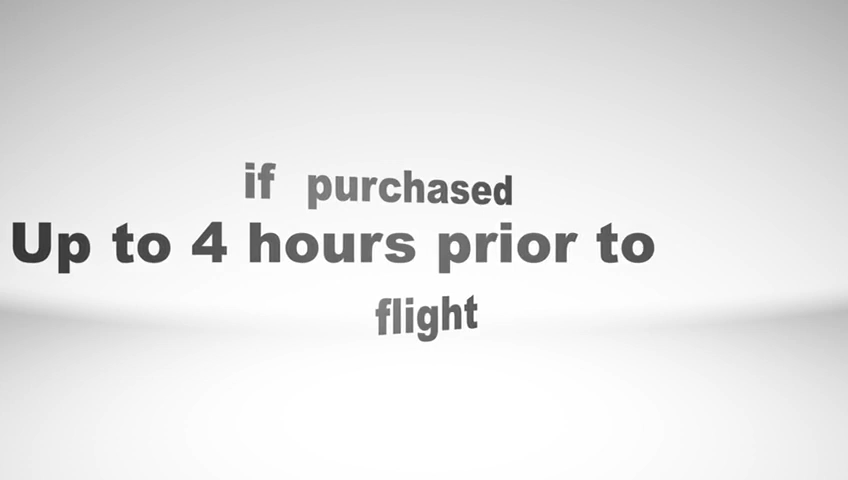 if purchased
Up to 4 hours prior to
flight